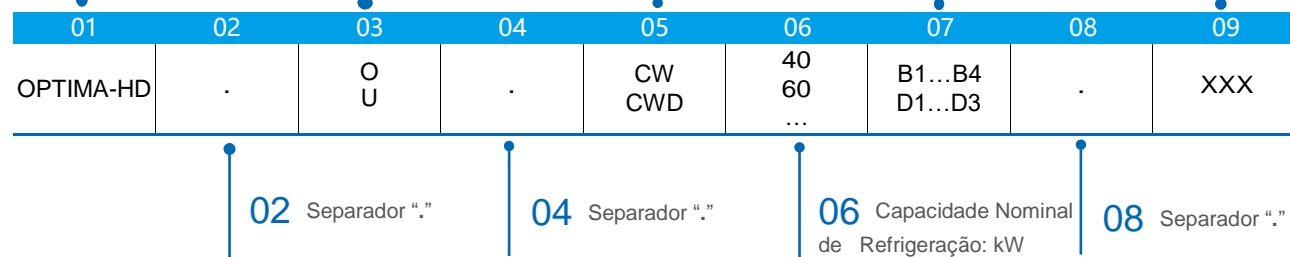 01 02 03 04 05 06 07 08 09
OPTIMA-HD . O . CW 40 B1…B4 . XXX
U CWD 60 D1…D3
…
02 Separador “.”
04 Separador “.”
06 Capacidade Nominal
de Refrigeração: kW
08 Separador “.”